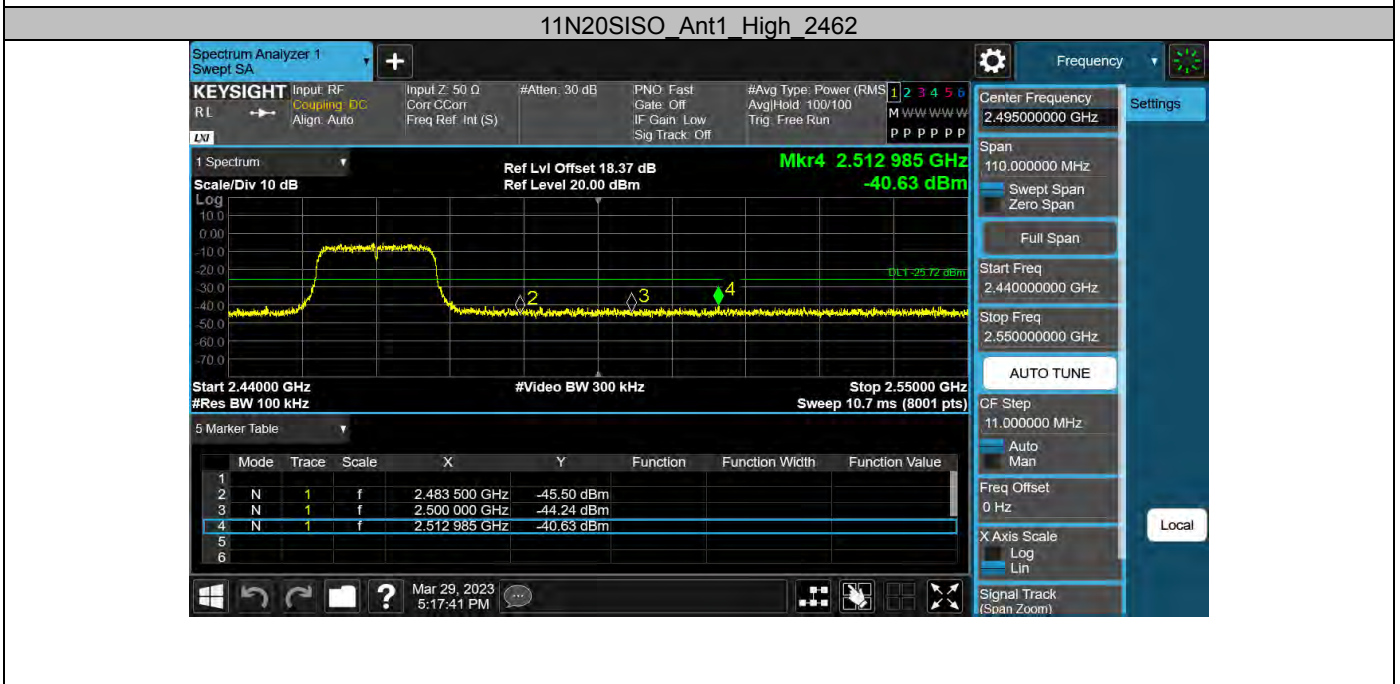 11N20SISO_Ant1_High_2462
Spectrum Analyzer 1
Swept SA
+
Frequency
KEYSIGHT
RL
LXI
Input: RF
Coupling: DC
Align: Auto
Input Z: 50 Ω
Corr CCorr
Freq Ref: Int (S)
#Atten: 30 dB
PNO: Fast
Gate: Off
IF Gain: Low
Sig Track: Off
#Avg Type: Power (RMS
Avg|Hold: 100/100
Trig: Free Run
1 2 3 4 5 6
M W W W W W
P P P P P P
Center Frequency
2.495000000 GHz
Settings
1 Spectrum
Scale/Div 10 dB
Ref Lvl Offset 18.37 dB
Ref Level 20.00 dBm
Mkr4 2.512 985 GHz
-40.63 dBm
Span
110.000000 MHz
Swept Span
Zero Span
Full Span
Log
10.0
0.00
-10.0
-20.0
-30.0
-40.0
-50.0
-60.0
-70.0
DL1 -25.72 dBm
2
3
4
Start Freq
2.440000000 GHz
Stop Freq
2.550000000 GHz
AUTO TUNE
Start 2.44000 GHz
#Res BW 100 kHz
#Video BW 300 kHz
Stop 2.55000 GHz
Sweep 10.7 ms (8001 pts)
CF Step
11.000000 MHz
Auto
Man
5 Marker Table
Mode Trace Scale X Y Function Function Width Function Value
1
2 N 1 f 2.483 500 GHz -45.50 dBm
3 N 1 f 2.500 000 GHz -44.24 dBm
4 N 1 f 2.512 985 GHz -40.63 dBm
5
6
Freq Offset
0 Hz
X Axis Scale
Log
Lin
Local
Signal Track
(Span Zoom)
?
Mar 29, 2023
5:17:41 PM